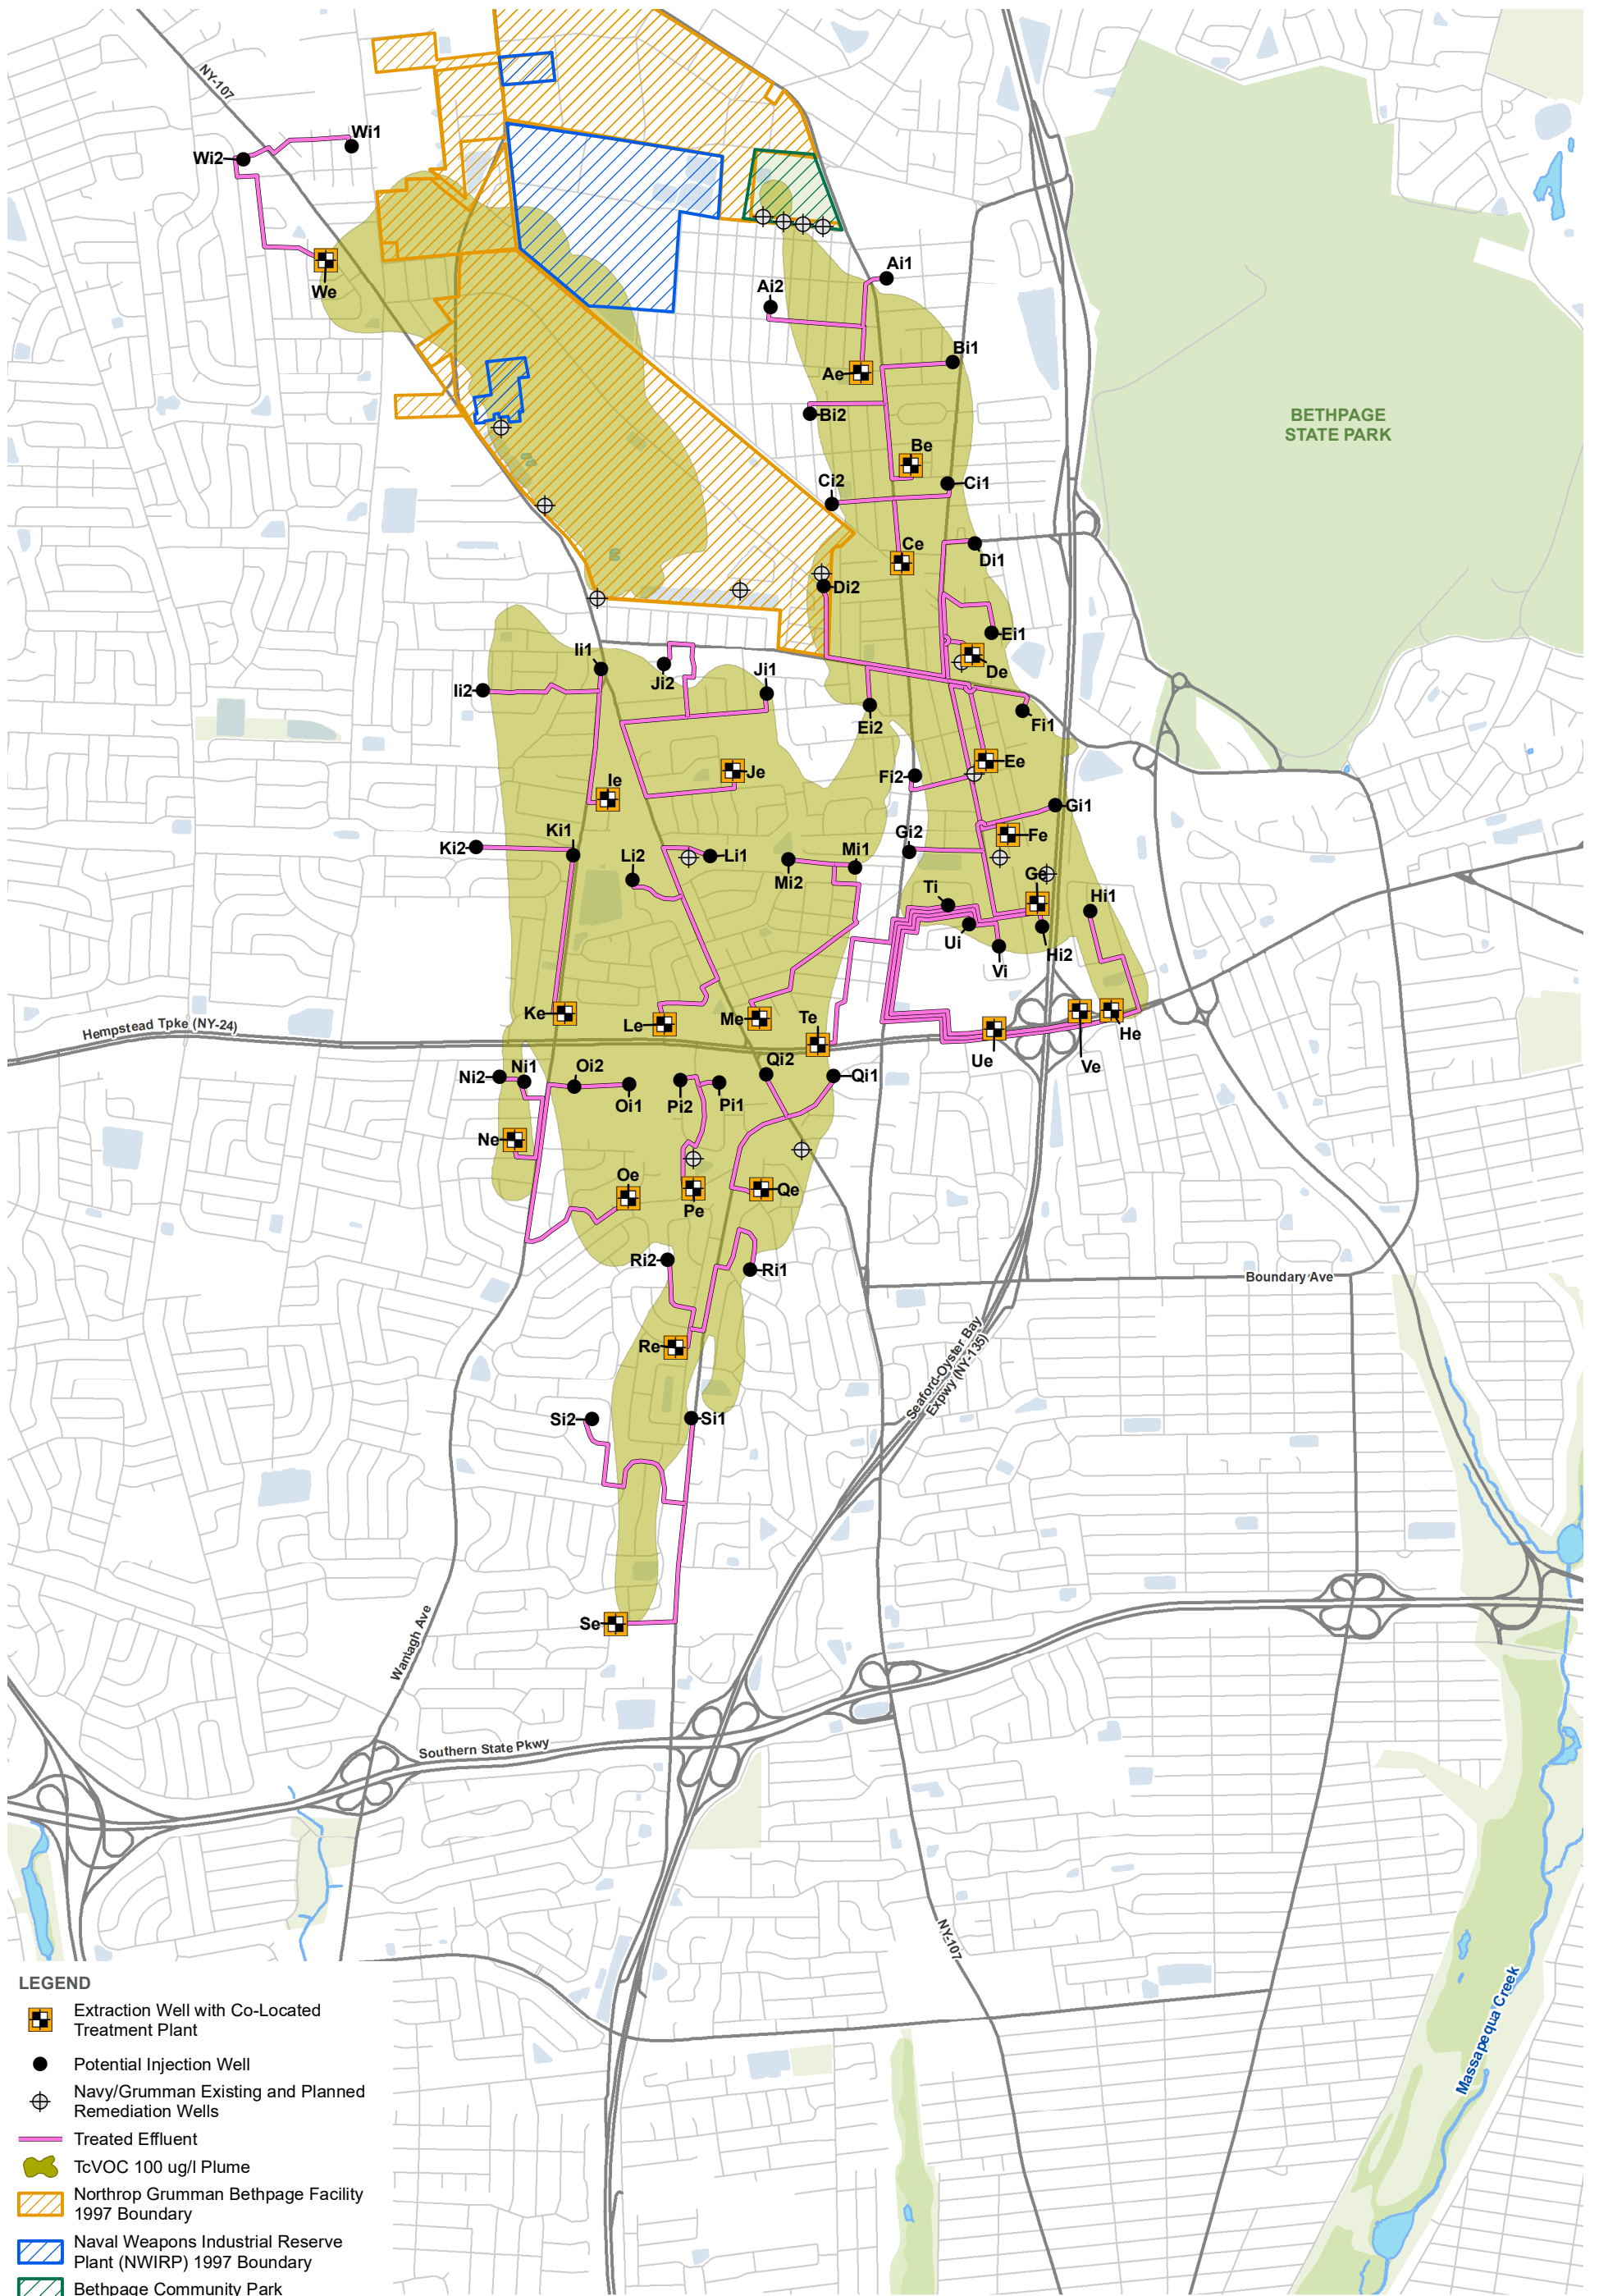 NY-107
Wi1
Wi2
We
Ai1
Ai2
Bi1
Ae
Bi2
BETHPAGE
STATE PARK
Be
Ci2
Ci1
Ce
Di1
Di2
Ei1
Ii1
De
Ji2
Ji1
Ii2
Fi1
Ei2
Ee
Je
Fi2
Ie
Gi1
Ki1
Fe
Gi2
Ki2
Li2
Li1
Mi1
Mi2
Ge
Ti
Hi1
Ui
Hi2
Vi
Ke
Le
Me
Te
Hempstead Tpke (NY-24)
He
Ue
Ve
Qi2
Ni2
Ni1
Oi2
Qi1
Oi1
Pi2
Pi1
Ne
Oe
Qe
Pe
Ri2
Ri1
Boundary Ave
Re
Seaford-Oyster Bay
Expwy (NY-135)
Si2
Si1
Se
Wantagh Ave
Southern State Pkwy
NY-107
Massapequa Creek
LEGEND
Extraction Well with Co-Located
Treatment Plant
Potential Injection Well
Navy/Grumman Existing and Planned
Remediation Wells
Treated Effluent
TcVOC 100 ug/l Plume
Northrop Grumman Bethpage Facility
1997 Boundary
Naval Weapons Industrial Reserve
Plant (NWIRP) 1997 Boundary
Bethpage Community Park